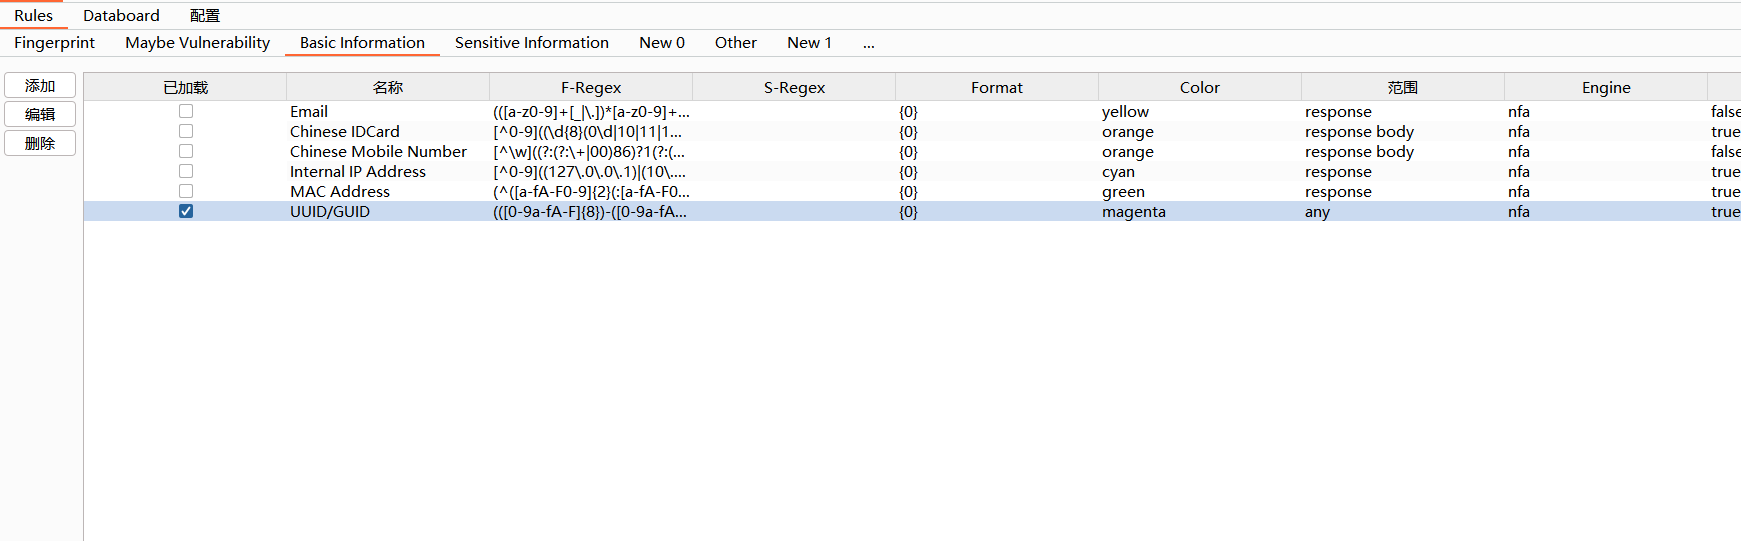 Rules Databoard 配置
Fingerprint Maybe Vulnerability Basic Information Sensitive Information New 0 Other New 1 ...
添加
编辑
删除
已加载 名称 F-Regex S-Regex Format Color 范围 Engine
Email (([a-z0-9]+[_|\.])*[a-z0-9]+... {0} yellow response nfa false
Chinese IDCard [^0-9]((\d{8}(0\d|10|11|1... {0} orange response body nfa true
Chinese Mobile Number [^\w]((?:(?:\+|00)86)?1(?:(... {0} orange response body nfa false
Internal IP Address [^0-9]((127\.0\.0\.1)|(10\.... {0} cyan response nfa true
MAC Address (^([a-fA-F0-9]{2}(:[a-fA-F0... {0} green response nfa true
UUID/GUID (([0-9a-fA-F]{8})-([0-9a-fA... {0} magenta any nfa true